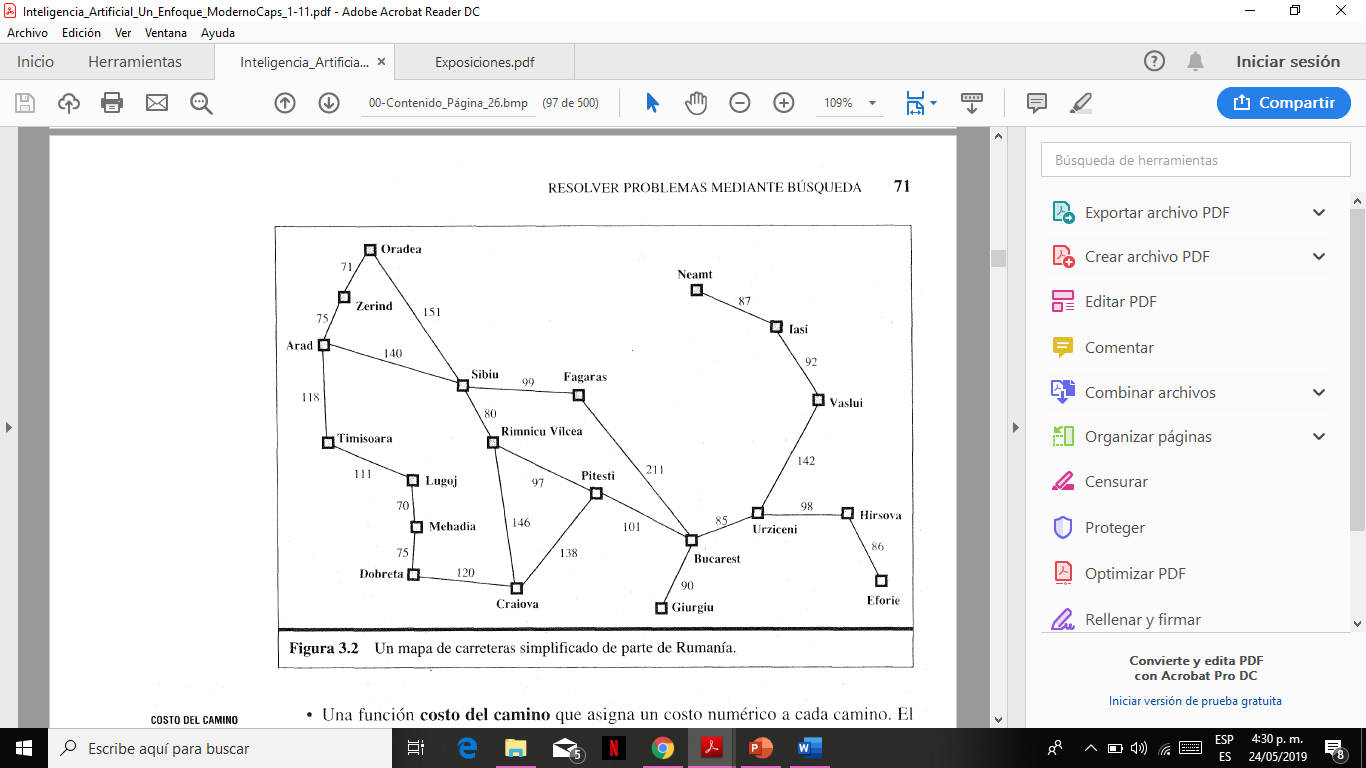 Inteligencia_Artificial_Un_Enfoque_ModernoCaps_1-11.pdf - Adobe Acrobat Reader DC
Archivo Edición Ver Ventana Ayuda
Inicio Herramientas Inteligencia_Artificia... × Exposiciones.pdf Iniciar sesión
00-Contenido_Página_26.bmp (97 de 500) 109% Compartir
RESOLVER PROBLEMAS MEDIANTE BÚSQUEDA 71
Oradea
71
Zerind
75
151
Arad
140
118
Sibiu
99
Fagaras
80
Rimnicu Vilcea
Timisoara
111
Lugoj
70
Mehadia
75
Dobreta
120
Craiova
146
97
Pitesti
138
101
211
Bucarest
90
Giurgiu
85
Urziceni
98
Hirsova
86
Eforie
142
Vaslui
92
Iasi
87
Neamt
Figura 3.2 Un mapa de carreteras simplificado de parte de Rumanía.
COSTO DEL CAMINO
• Una función costo del camino que asigna un costo numérico a cada camino. El
Búsqueda de herramientas
Exportar archivo PDF
Crear archivo PDF
Editar PDF
Comentar
Combinar archivos
Organizar páginas
Censurar
Proteger
Optimizar PDF
Rellenar y firmar
Convierte y edita PDF
con Acrobat Pro DC
Iniciar versión de prueba gratuita
Escribe aquí para buscar
5
N
W
ESP
ES
4:30 p. m.
24/05/2019
8